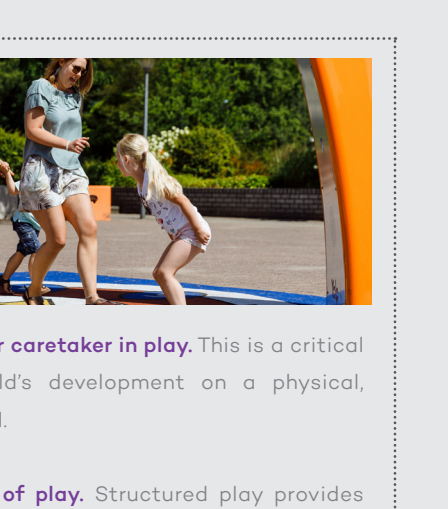 r caretaker in play. This is a critical
ld's development on a physical,
l.
of play. Structured play provides